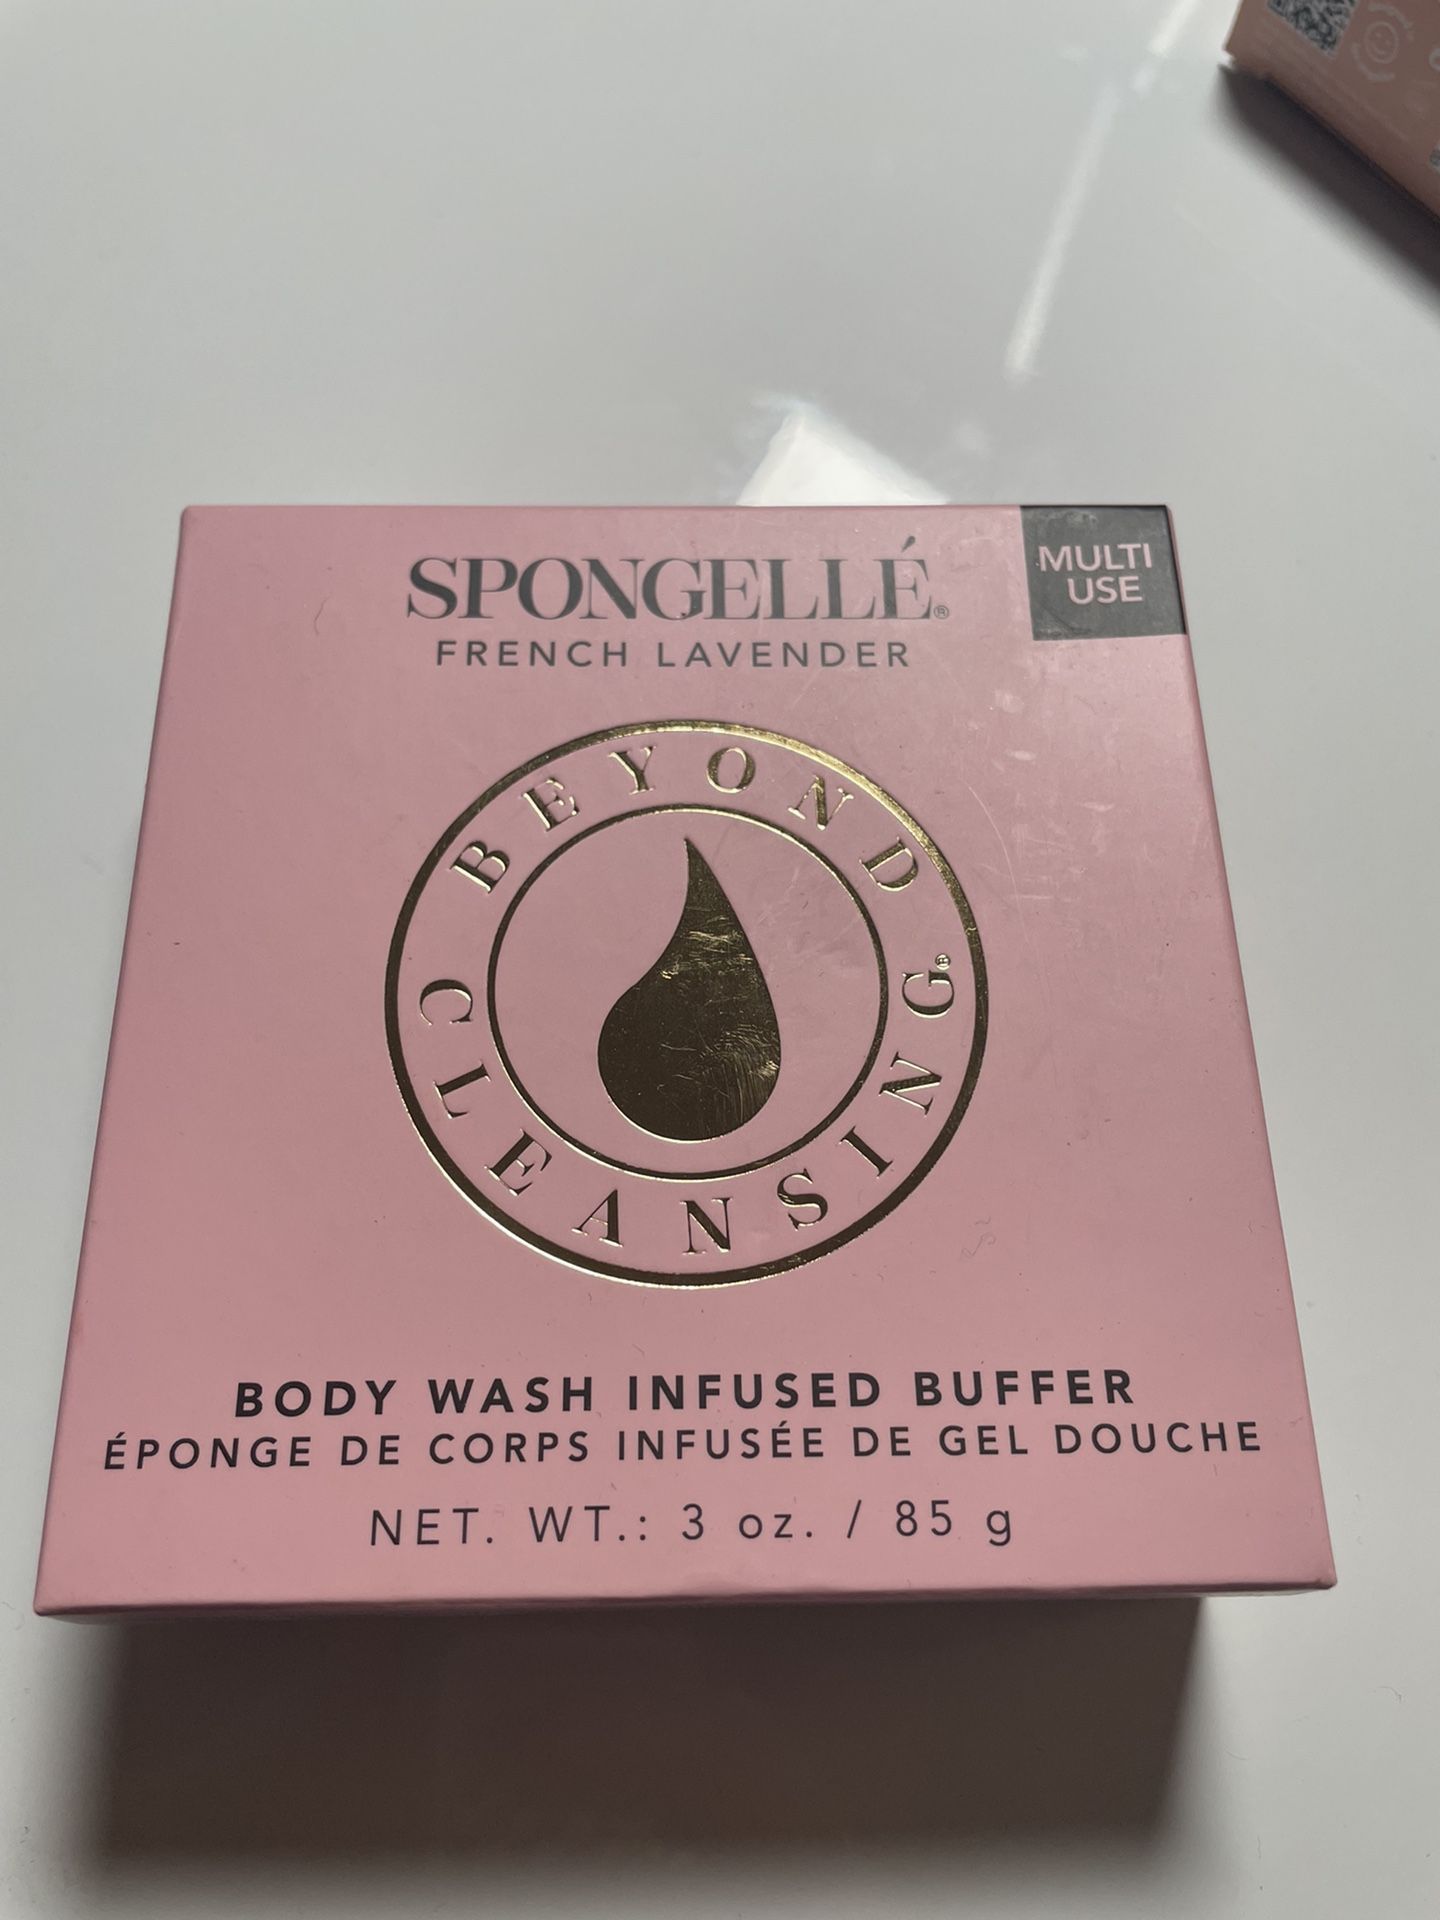 SPONGELLÉ®
FRENCH LAVENDER
MULTI
USE
BEYOND
CLEANSING®
BODY WASH INFUSED BUFFER
ÉPONGE DE CORPS INFUSÉE DE GEL DOUCHE
NET. WT.: 3 oz. / 85 g